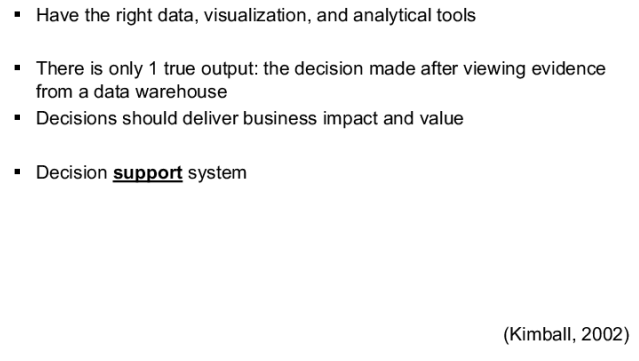 ▪ Have the right data, visualization, and analytical tools
▪ There is only 1 true output: the decision made after viewing evidence
from a data warehouse
▪ Decisions should deliver business impact and value
▪ Decision support system
(Kimball, 2002)